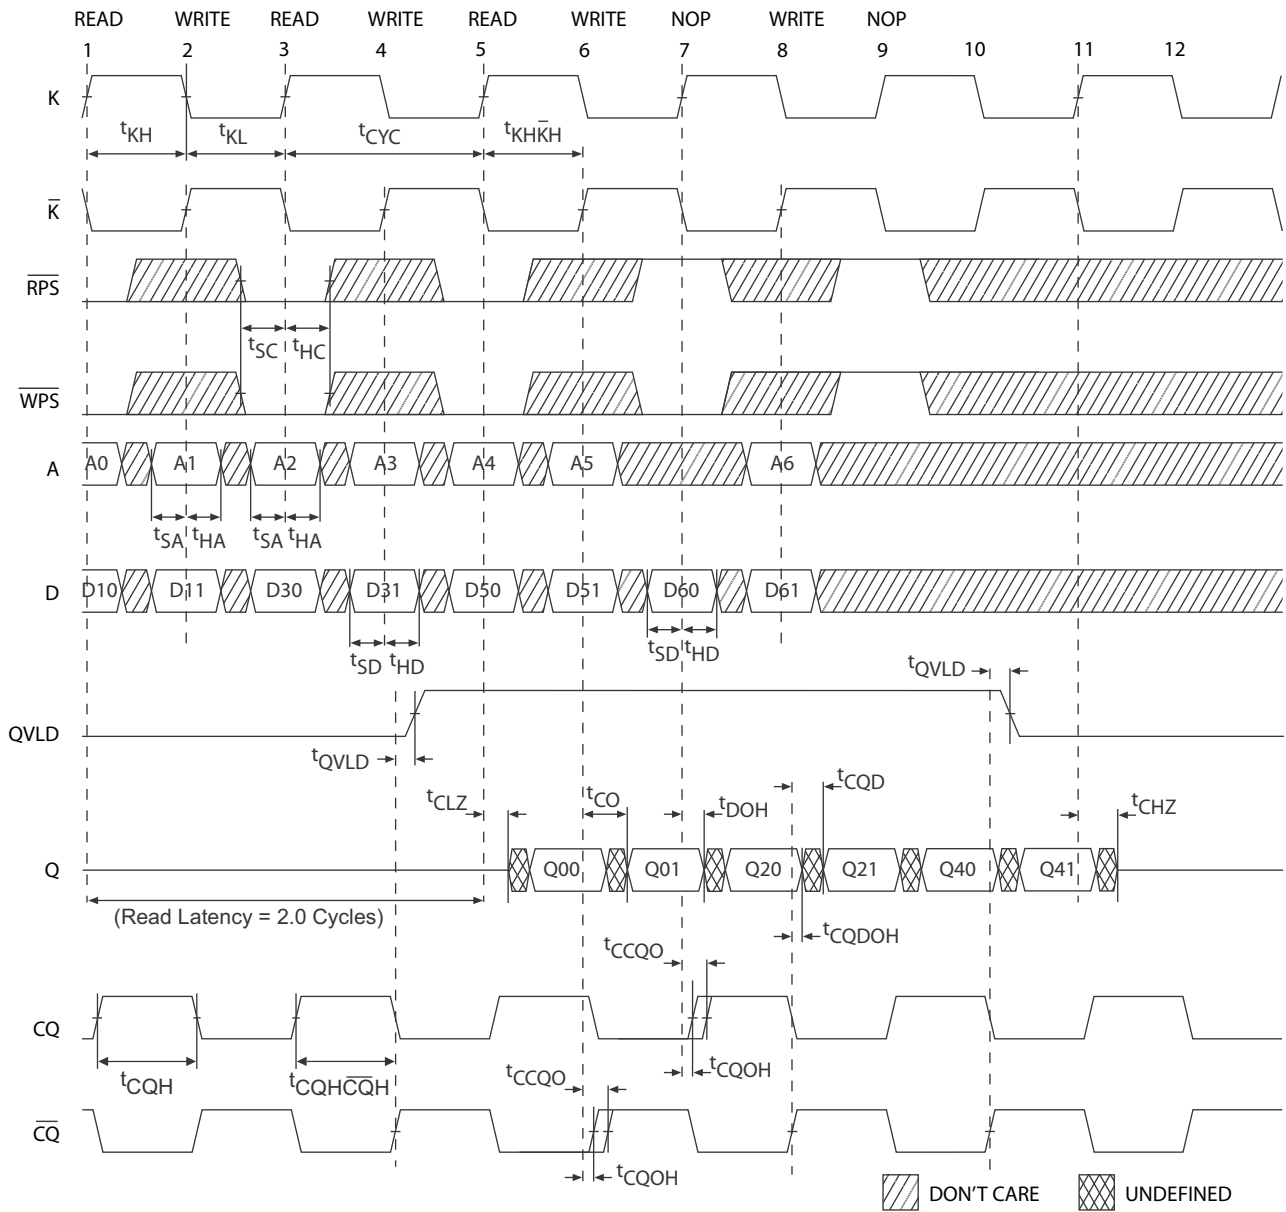 READ WRITE READ WRITE READ WRITE NOP WRITE NOP
1 2 3 4 5 6 7 8 9 10 11 12
K
tKH tKL tCYC tKHK̅H
K̅
R̅P̅S̅
tSC tHC
W̅P̅S̅
A A0 A1 A2 A3 A4 A5 A6
tSA tHA tSA tHA
D D10 D11 D30 D31 D50 D51 D60 D61
tSD tHD tSD tHD
tQVLD
QVLD
tQVLD
tCLZ tCO tDOH tCQD tCHZ
Q Q00 Q01 Q20 Q21 Q40 Q41
(Read Latency = 2.0 Cycles)
tCQDOH
tCCQO
CQ
tCQH tCQHC̅Q̅H tCCQO tCQOH
C̅Q̅
tCQOH
DON'T CARE UNDEFINED